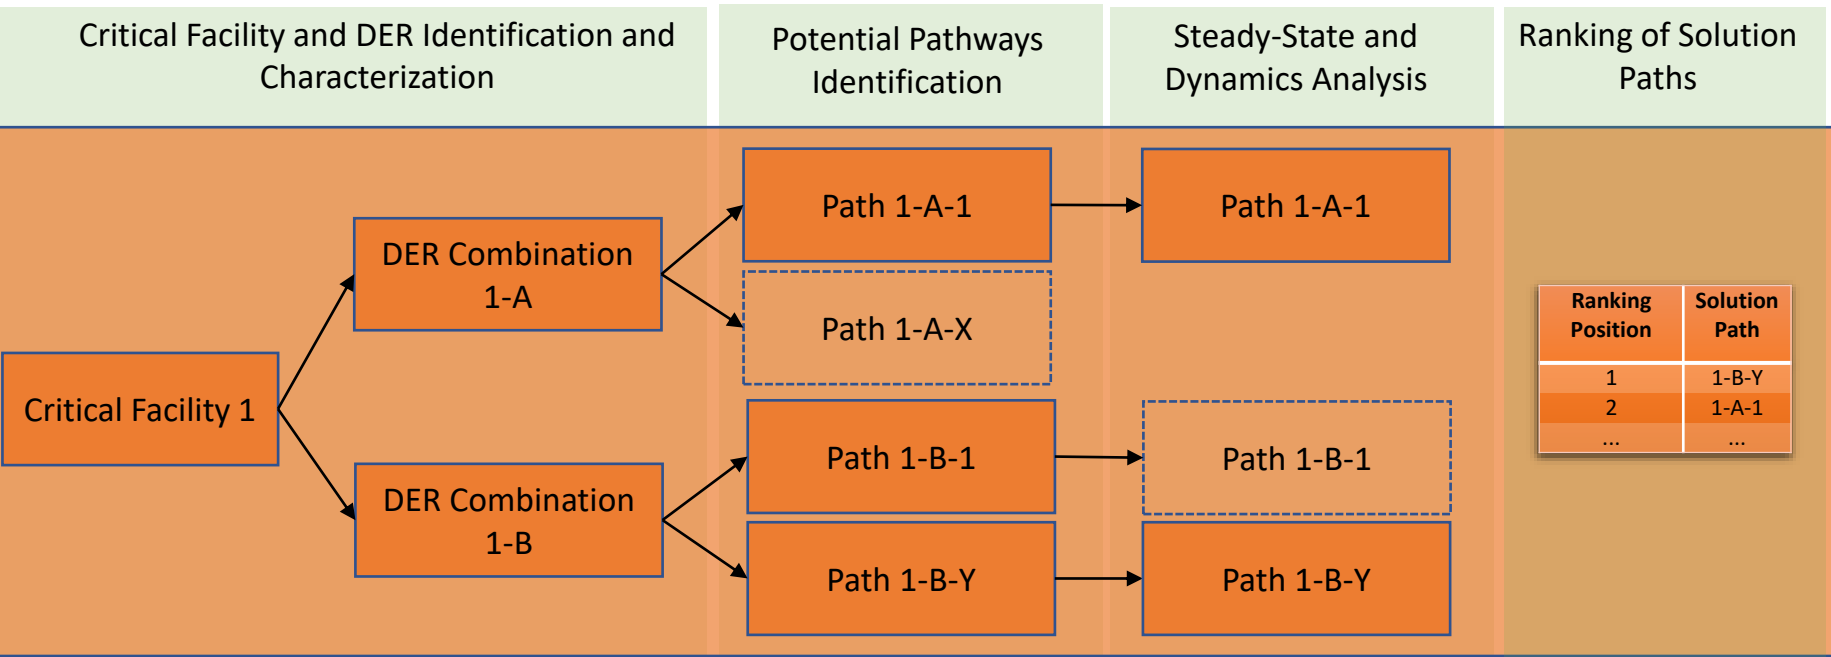 Critical Facility and DER Identification and
Characterization
Potential Pathways
Identification
Steady-State and
Dynamics Analysis
Ranking of Solution
Paths
Critical Facility 1
DER Combination
1-A
DER Combination
1-B
Path 1-A-1
Path 1-A-X
Path 1-B-1
Path 1-B-Y
Path 1-A-1
Path 1-B-1
Path 1-B-Y
Ranking Position Solution Path
1 1-B-Y
2 1-A-1
... ...